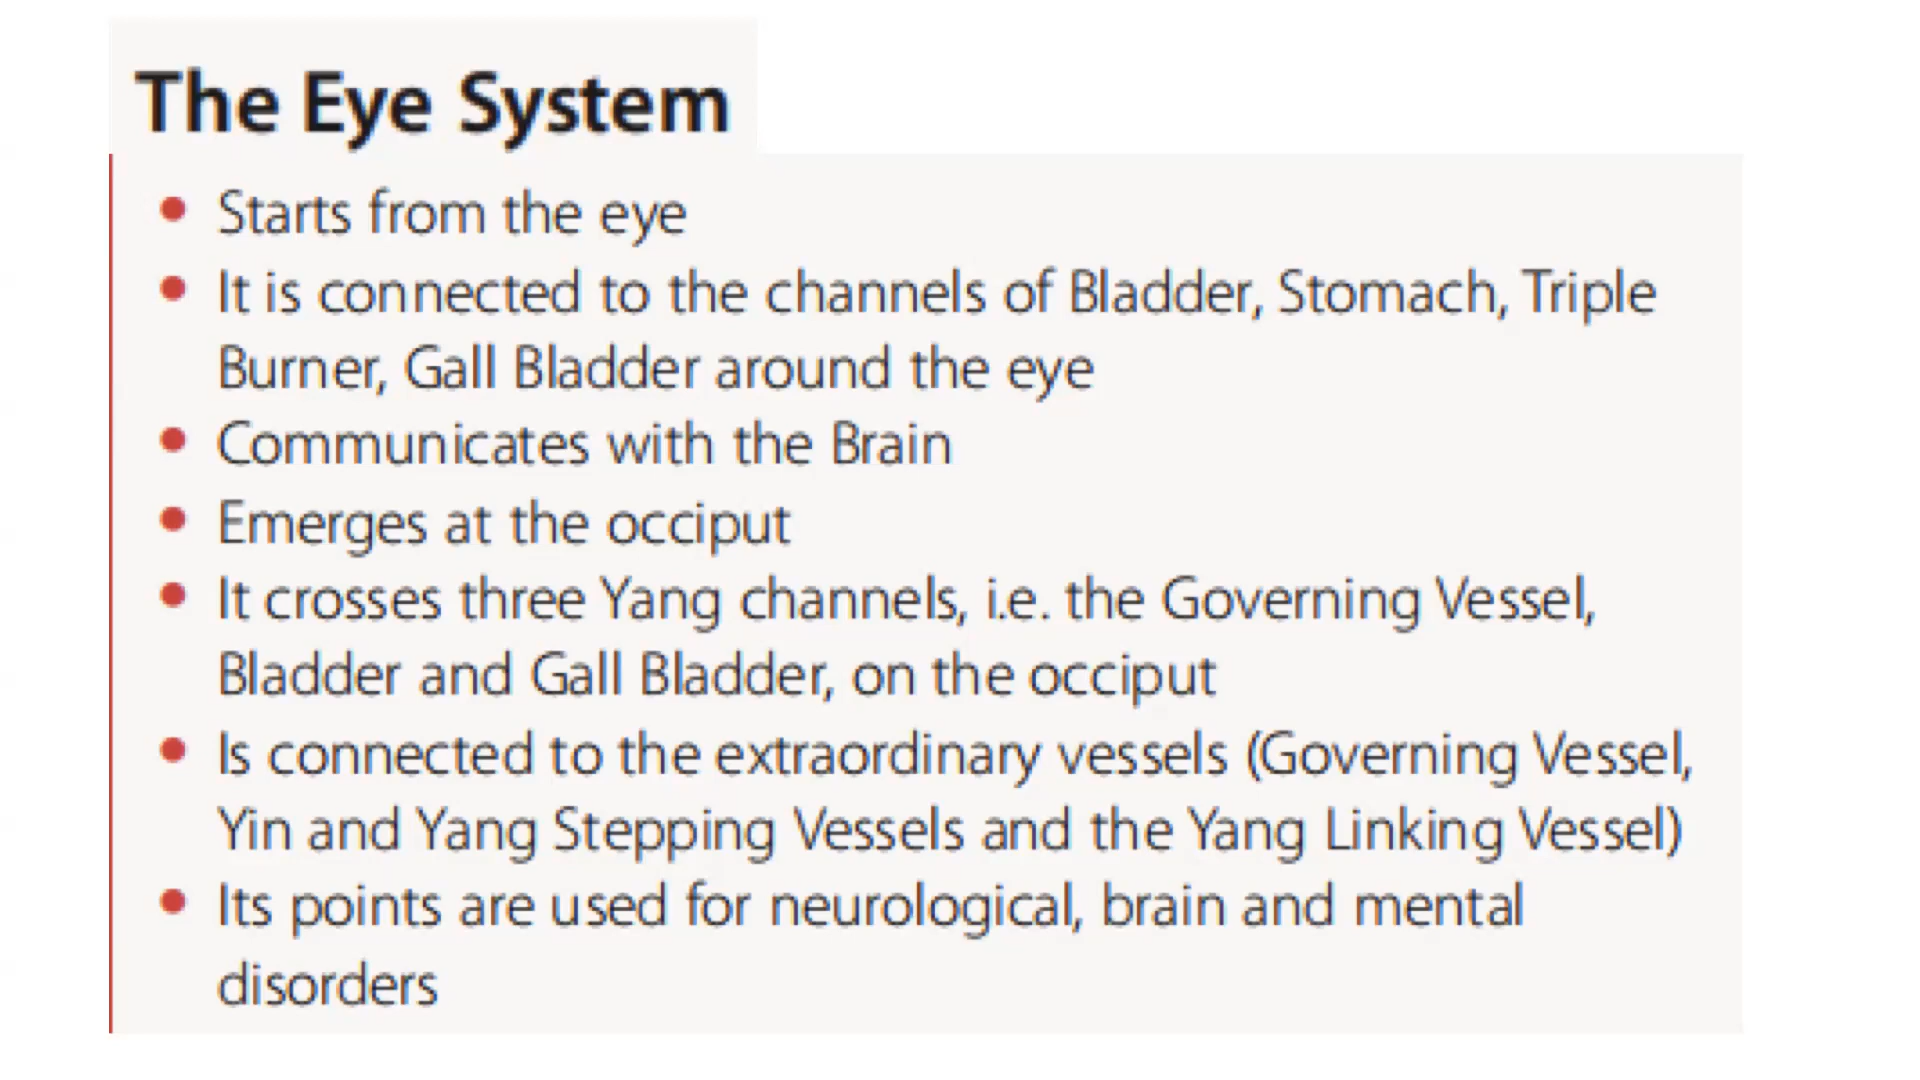 The Eye System
• Starts from the eye
• It is connected to the channels of Bladder, Stomach, Triple
Burner, Gall Bladder around the eye
• Communicates with the Brain
• Emerges at the occiput
• It crosses three Yang channels, i.e. the Governing Vessel,
Bladder and Gall Bladder, on the occiput
• Is connected to the extraordinary vessels (Governing Vessel,
Yin and Yang Stepping Vessels and the Yang Linking Vessel)
• Its points are used for neurological, brain and mental
disorders